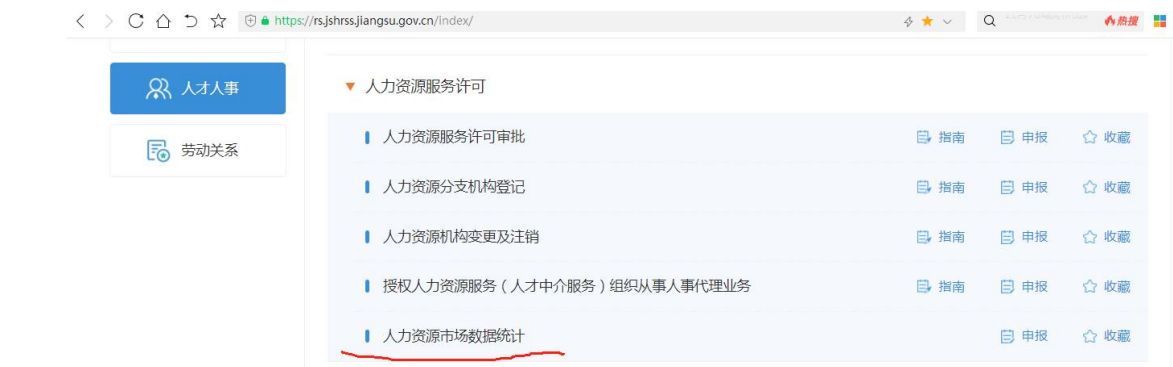 https://rs.jshrss.jiangsu.gov.cn/index/
热搜
人才人事
劳动关系
人力资源服务许可
人力资源服务许可审批 指南 申报 收藏
人力资源分支机构登记 指南 申报 收藏
人力资源机构变更及注销 指南 申报 收藏
授权人力资源服务（人才中介服务）组织从事人事代理业务 指南 申报 收藏
人力资源市场数据统计 申报 收藏